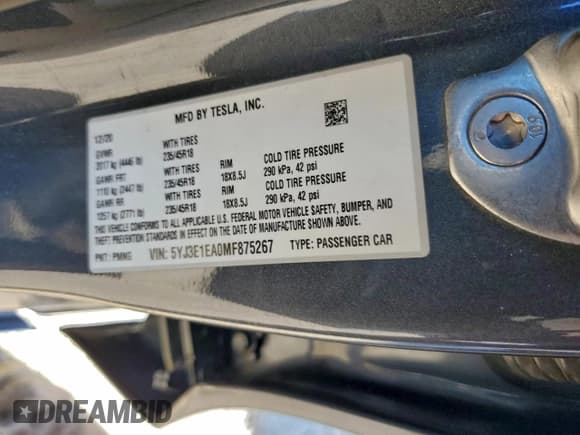 MFD BY TESLA, INC.
12/20
GVWR WITH TIRES
2017 kg (4446 lb) 235/45R18
GAWR FRT WITH TIRES RIM COLD TIRE PRESSURE
1110 kg (2447 lb) 235/45R18 18X8.5J 290 kPa, 42 psi
GAWR RR WITH TIRES RIM COLD TIRE PRESSURE
1257 kg (2771 lb) 235/45R18 18X8.5J 290 kPa, 42 psi
THIS VEHICLE CONFORMS TO ALL APPLICABLE U.S. FEDERAL MOTOR VEHICLE SAFETY, BUMPER, AND
THEFT PREVENTION STANDARDS IN EFFECT ON THE DATE OF MANUFACTURE SHOWN ABOVE.
PNT: PMNG VIN: 5YJ3E1EA0MF875267 TYPE: PASSENGER CAR
10.9
DREAMBID